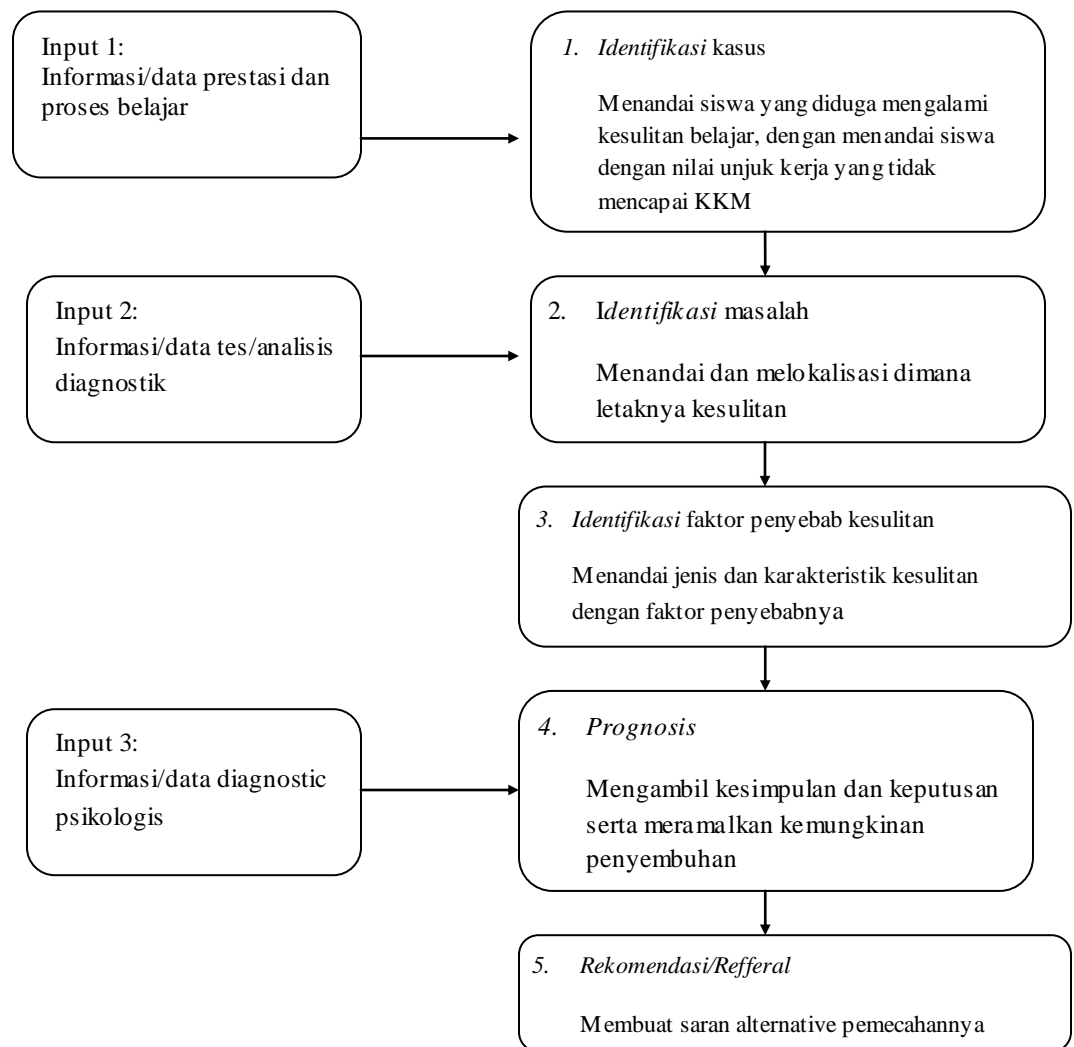 Input 1:
Informasi/data prestasi dan
proses belajar
1. Identifikasi kasus
Menandai siswa yang diduga mengalami
kesulitan belajar, dengan menandai siswa
dengan nilai unjuk kerja yang tidak
mencapai KKM
Input 2:
Informasi/data tes/analisis
diagnostik
2. Identifikasi masalah
Menandai dan melokalisasi dimana
letaknya kesulitan
3. Identifikasi faktor penyebab kesulitan
Menandai jenis dan karakteristik kesulitan
dengan faktor penyebabnya
Input 3:
Informasi/data diagnostic
psikologis
4. Prognosis
Mengambil kesimpulan dan keputusan
serta meramalkan kemungkinan
penyembuhan
5. Rekomendasi/Refferal
Membuat saran alternative pemecahannya